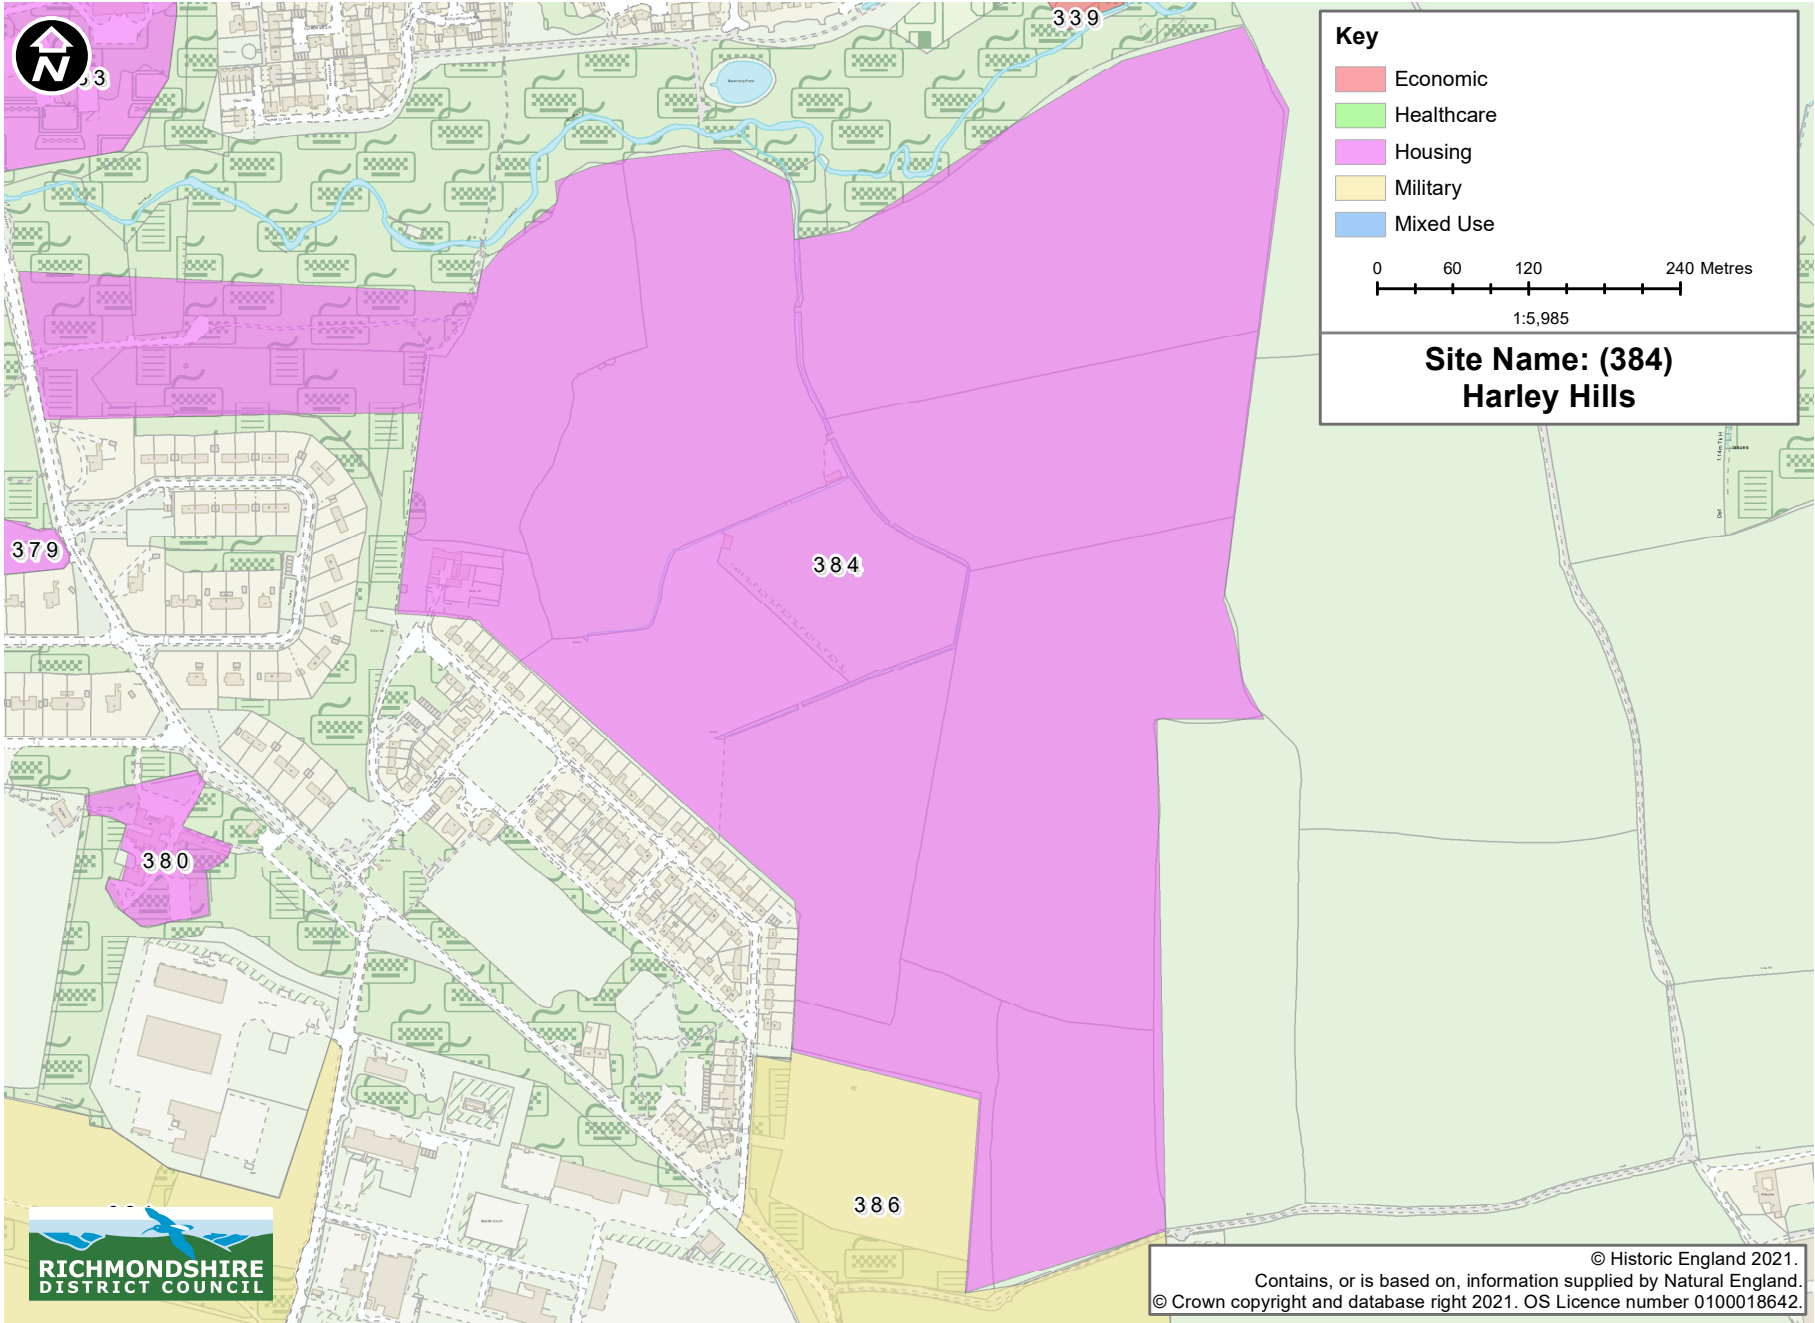 339
N
Key
Economic
Healthcare
Housing
Military
Mixed Use
0 60 120 240 Metres
1:5,985
Site Name: (384)
Harley Hills
379
384
380
386
RICHMONDSHIRE
DISTRICT COUNCIL
© Historic England 2021.
Contains, or is based on, information supplied by Natural England.
© Crown copyright and database right 2021. OS Licence number 0100018642.